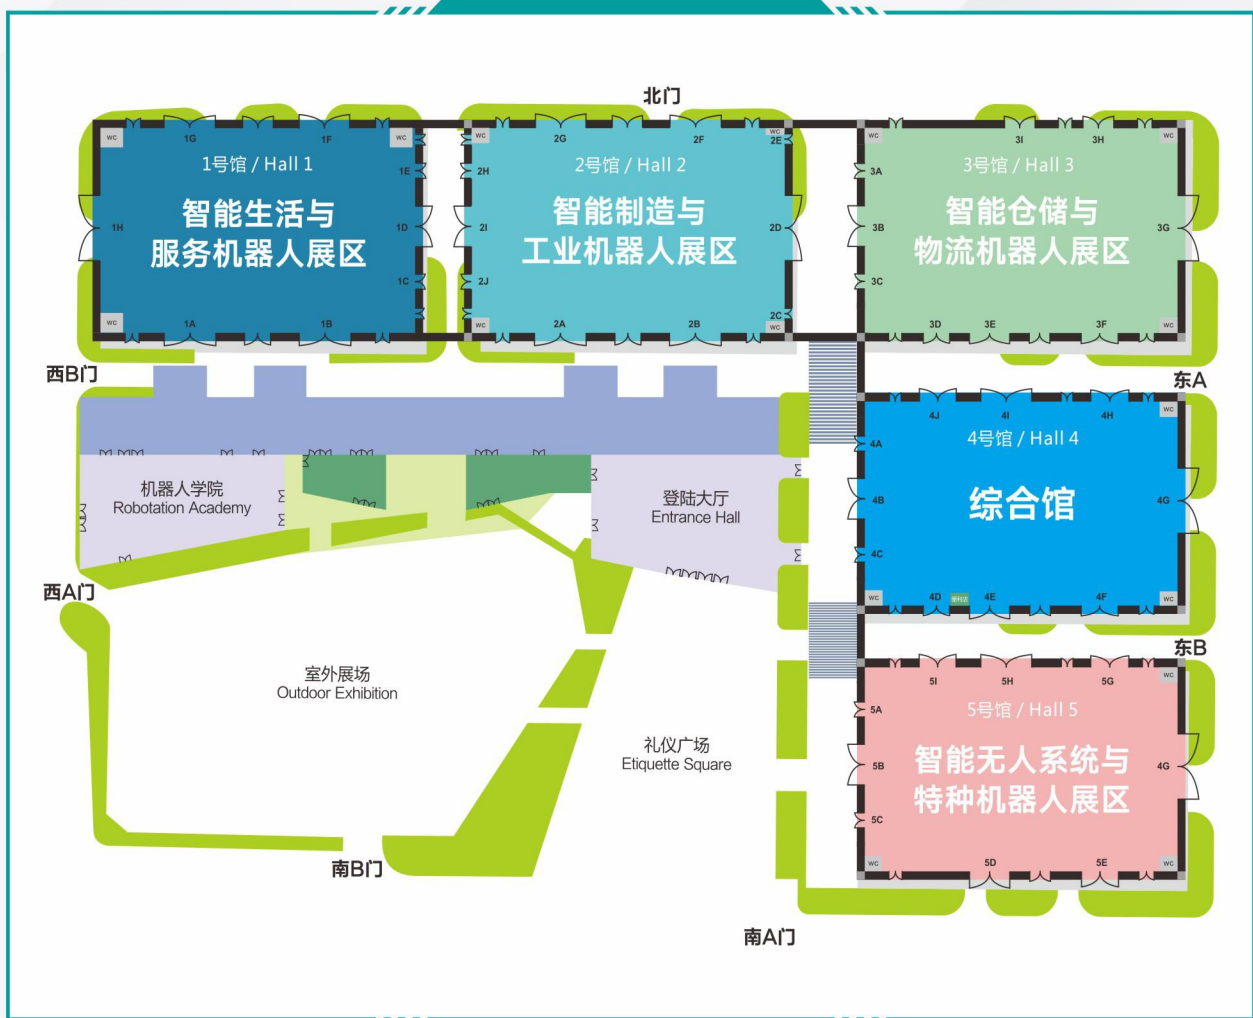 北门
WC
1G
1F
WC
WC
2G
2F
WC
2E
WC
3I
3H
WC
1号馆 / Hall 1
2号馆 / Hall 2
3号馆 / Hall 3
1E
2H
3A
智能生活与
服务机器人展区
智能制造与
工业机器人展区
智能仓储与
物流机器人展区
1H
1D
2I
2D
3B
3G
1C
2J
3C
2C
WC
1A
1B
WC
2A
2B
WC
WC
3D
3E
3F
WC
西B门
东A
4J
4I
4H
WC
4A
4号馆 / Hall 4
机器人学院
Robotation Academy
登陆大厅
Entrance Hall
4B
综合馆
4G
4C
西A门
WC
4D
便利店
4E
4F
WC
东B
室外展场
Outdoor Exhibition
5I
5H
5G
WC
5A
5号馆 / Hall 5
礼仪广场
Etiquette Square
5B
智能无人系统与
特种机器人展区
4G
5C
南B门
WC
5D
5E
WC
南A门